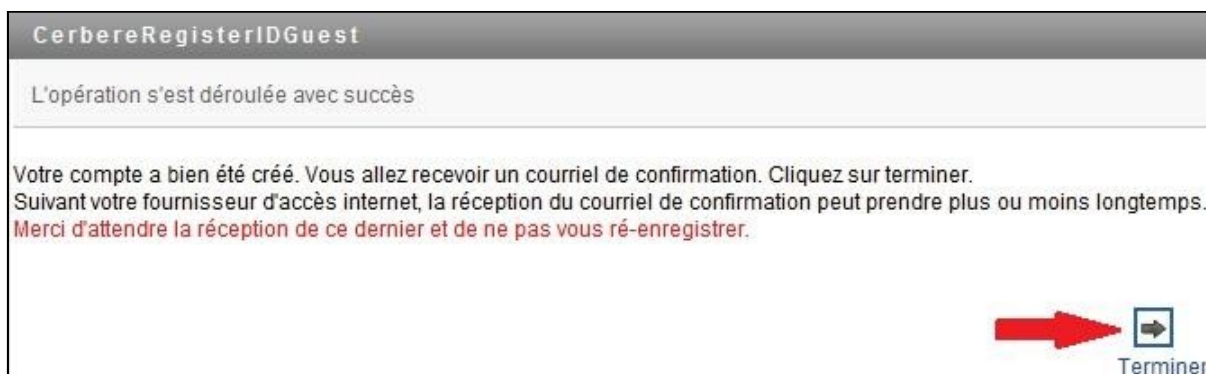 CerbereRegisterIDGuest
L'opération s'est déroulée avec succès
Votre compte a bien été créé. Vous allez recevoir un courriel de confirmation. Cliquez sur terminer.
Suivant votre fournisseur d'accès internet, la réception du courriel de confirmation peut prendre plus ou moins longtemps.
Merci d'attendre la réception de ce dernier et de ne pas vous ré-enregistrer.
Terminer